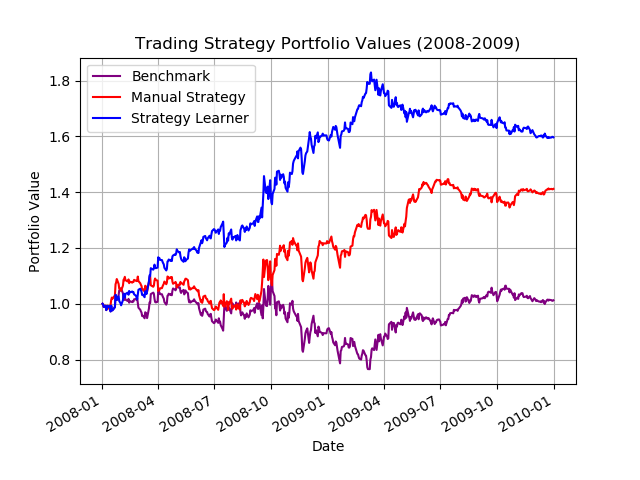 Trading Strategy Portfolio Values (2008-2009)
Benchmark
Manual Strategy
Strategy Learner
Portfolio Value
1.8
1.6
1.4
1.2
1.0
0.8
2008-01
2008-04
2008-07
2008-10
2009-01
2009-04
2009-07
2009-10
2010-01
Date